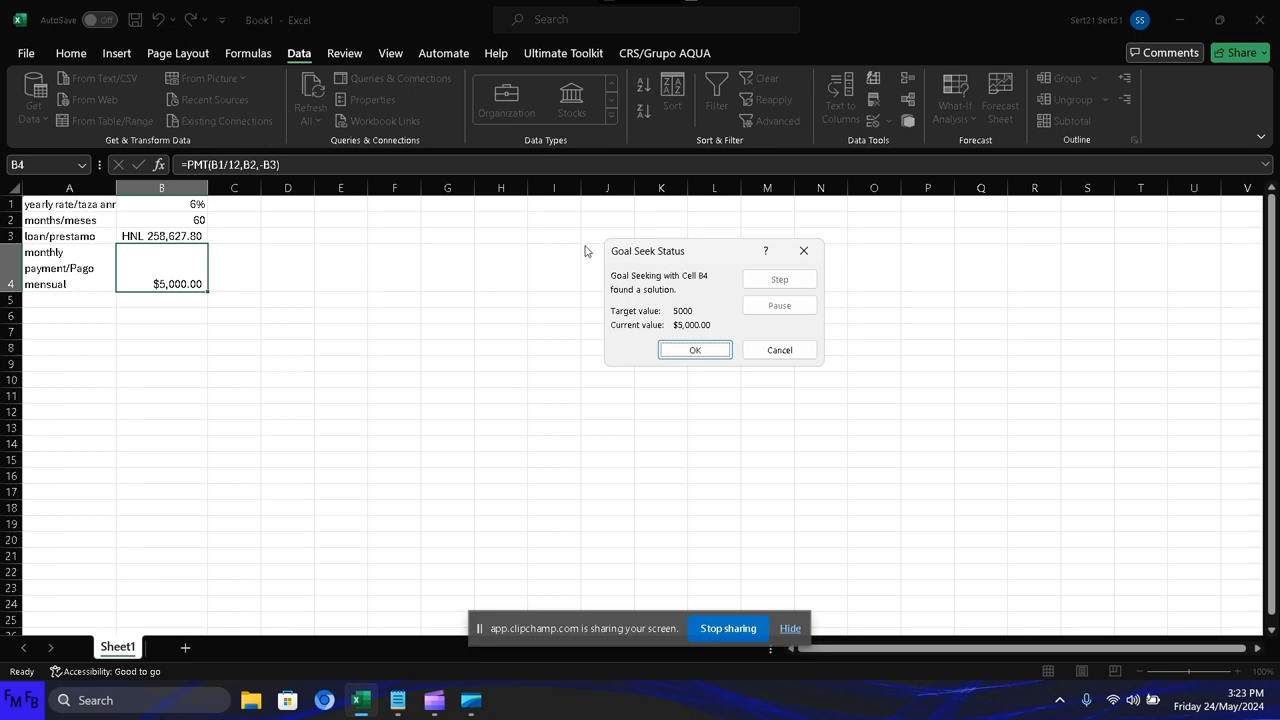 AutoSave Off Book1 - Excel Search Sert21 Sert21 SS
File Home Insert Page Layout Formulas Data Review View Automate Help Ultimate Toolkit CRS/Grupo AQUA Comments Share
Get Data
From Text/CSV
From Web
From Table/Range
From Picture
Recent Sources
Existing Connections
Get & Transform Data
Refresh All
Queries & Connections
Properties
Workbook Links
Queries & Connections
Organization
Stocks
Data Types
Sort
Filter
Clear
Reapply
Advanced
Sort & Filter
Text to Columns
Data Tools
What-If Analysis
Forecast Sheet
Forecast
Group
Ungroup
Subtotal
Outline
B4 fx =PMT(B1/12,B2,-B3)
A B C D E F G H I J K L M N O P Q R S T U V
1 yearly rate/taza anr 6%
2 months/meses 60
3 loan/prestamo HNL 258,627.80
monthly
payment/Pago
4 mensual $5,000.00
5
6
7
8
9
10
11
12
13
14
15
16
17
18
19
20
21
22
23
24
25
Goal Seek Status ?
Goal Seeking with Cell B4
found a solution.
Target value: 5000
Current value: $5,000.00
Step
Pause
OK Cancel
app.clipchamp.com is sharing your screen. Stop sharing Hide
Sheet1
Ready Accessibility: Good to go 100%
FM FB Search
3:23 PM
Friday 24/May/2024